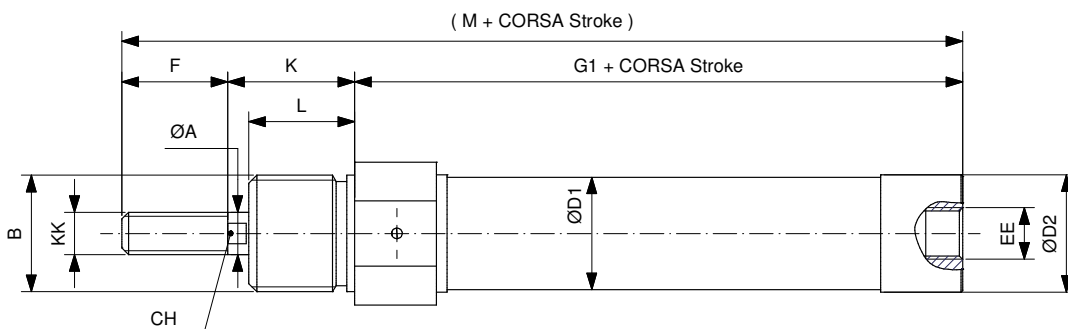 ( M + CORSA Stroke )
F
K
G1 + CORSA Stroke
L
ØA
B
KK
ØD1
EE
ØD2
CH